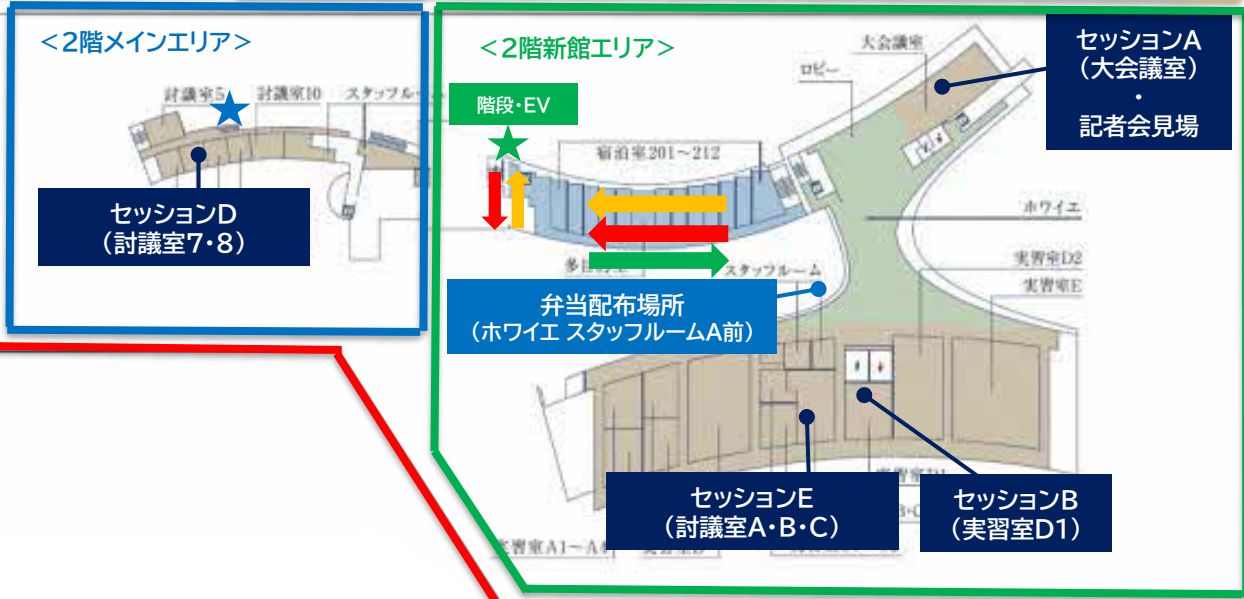 <2階メインエリア>
討議室5
討議室10
スタッフルーム
セッションD
(討議室7・8)
<2階新館エリア>
階段・EV
宿泊室201～212
ロビー
大会議室
セッションA
(大会議室)
・
記者会見場
ホワイエ
実習室D2
実習室E
スタッフルーム
弁当配布場所
(ホワイエ スタッフルームA前)
セッションE
(討議室A・B・C)
セッションB
(実習室D1)
実習室A1～A4